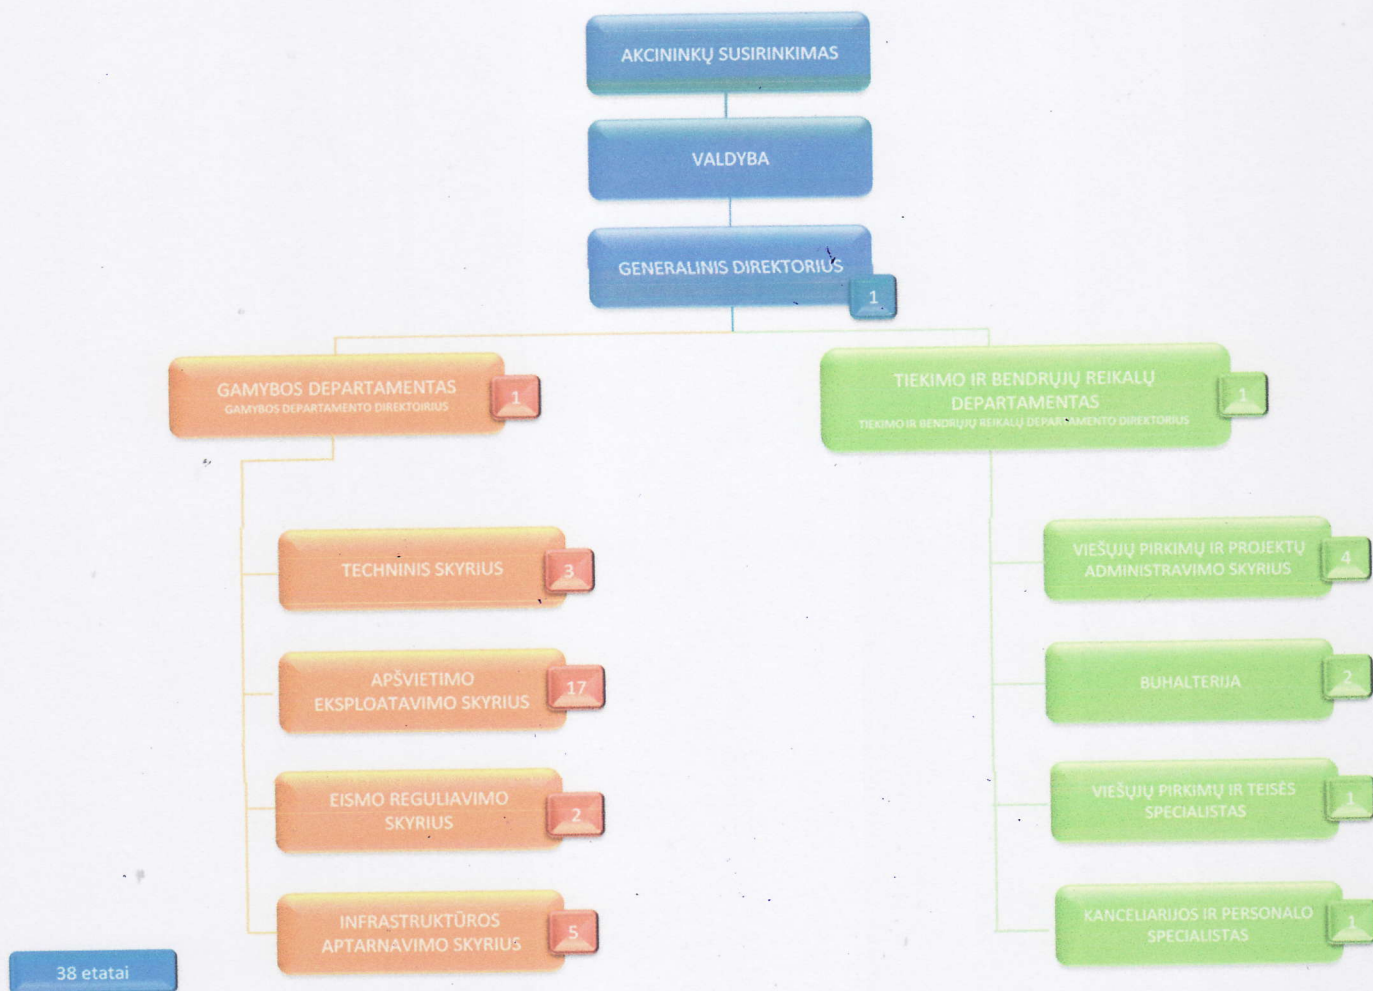 AKCININKŲ SUSIRINKIMAS
VALDYBA
GENERALINIS DIREKTORIUS
1
GAMYBOS DEPARTAMENTAS
GAMYBOS DEPARTAMENTO DIREKTOIRIUS
1
TIEKIMO IR BENDRŲJŲ REIKALŲ
DEPARTAMENTAS
TIEKIMO IR BENDRŲJŲ REIKALŲ DEPARTAMENTO DIREKTORIUS
1
TECHNINIS SKYRIUS
3
APŠVIETIMO
EKSPLOATAVIMO SKYRIUS
17
EISMO REGULIAVIMO
SKYRIUS
2
INFRASTRUKTŪROS
APTARNAVIMO SKYRIUS
5
VIEŠŲJŲ PIRKIMŲ IR PROJEKTŲ
ADMINISTRAVIMO SKYRIUS
4
BUHALTERIJA
2
VIEŠŲJŲ PIRKIMŲ IR TEISĖS
SPECIALISTAS
1
KANCELIARIJOS IR PERSONALO
SPECIALISTAS
1
38 etatai